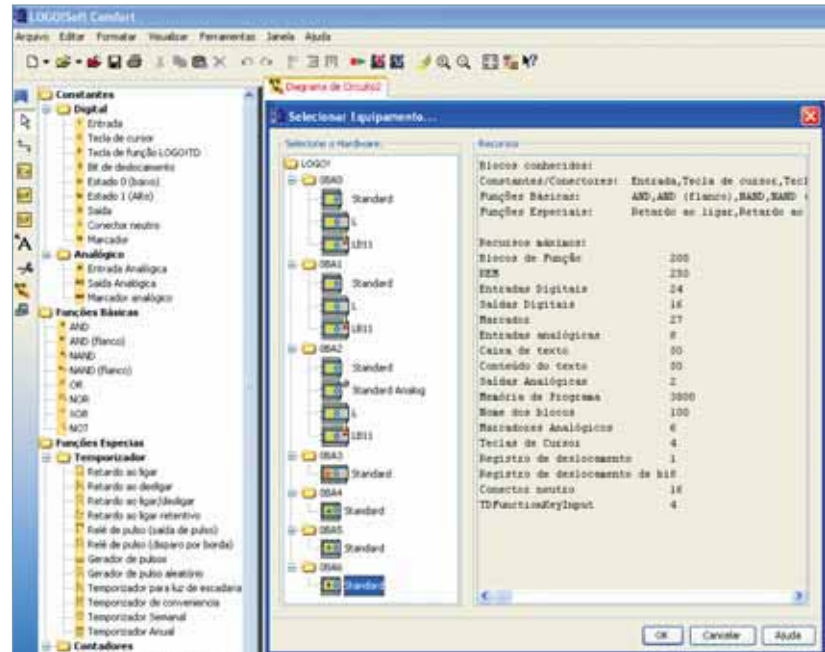 LOGO!Soft Comfort
Arquivo Editar Formatar Visualizar Ferramentas Janela Ajuda
Diagrama de Circuito2
Constantes
Digital
Entrada
Tecla de cursor
Tecla de função LOGO!TD
Bit de deslocamento
Estado 0 (baixo)
Estado 1 (Alto)
Saída
Conector neutro
Marcador
Analógico
Entrada Analógica
Saída Analógica
Marcador analógico
Funções Básicas
AND
AND (flanco)
NAND
NAND (flanco)
OR
NOR
XOR
NOT
Funções Especias
Temporizador
Retardo ao ligar
Retardo ao desligar
Retardo ao ligar/desligar
Retardo ao ligar retentivo
Relé de pulso (saída de pulso)
Relé de pulso (disparo por borda)
Gerador de pulsos
Gerador de pulso aleatório
Temporizador para luz de escadaria
Temporizador de conveniencia
Temporizador Semanal
Temporizador Anual
Contadores
Selecionar Equipamento...
Selecione o Hardware:
LOGO!
0BA0
Standard
L
LB11
0BA1
Standard
L
LB11
0BA2
Standard
Standard Analog
L
LB11
0BA3
Standard
0BA4
Standard
0BA5
Standard
0BA6
Standard
Recursos
Blocos conhecidos:
Constantes/Conectores: Entrada,Tecla de cursor,Tecl
Funções Básicas: AND,AND (flanco),NAND,NAND (
Funções Especiais: Retardo ao ligar,Retardo ao
Recursos máximos:
Blocos de Função 200
REM 250
Entradas Digitais 24
Saídas Digitais 16
Marcador 27
Entradas analógicas 8
Caixa de texto 50
Conteúdo do texto 50
Saídas Analógicas 2
Memória de Programa 3800
Nome dos blocos 100
Marcadores Analógicos 6
Teclas de Cursor 4
Registro de deslocamento 1
Registro de deslocamento de bi8
Conector neutro 16
TDFunctionKeyInput 4
OK Cancelar Ajuda